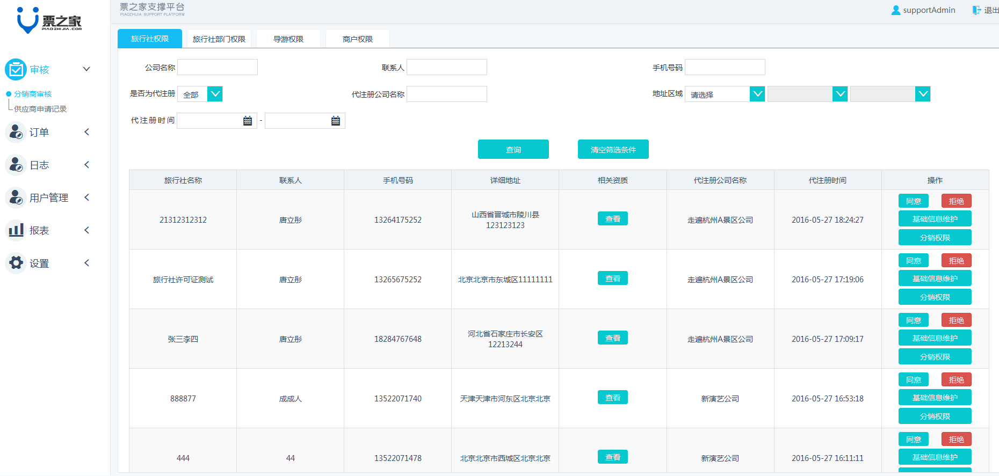 票之家
PIAOZHIJIA.COM
票之家支撑平台
PIAOZHIJIA SUPPORT PLATFORM
supportAdmin
退出
审核
分销商审核
供应商申请记录
订单
日志
用户管理
报表
设置
旅行社权限 旅行社部门权限 导游权限 商户权限
公司名称 联系人 手机号码
是否为代注册 全部 代注册公司名称 地址区域 请选择
代注册时间 -
查询 清空筛选条件
旅行社名称 联系人 手机号码 详细地址 相关资质 代注册公司名称 代注册时间 操作
21312312312 唐立彤 13264175252 山西省晋城市陵川县 123123123 查看 走遍杭州A景区公司 2016-05-27 18:24:27 同意 拒绝
基础信息维护
分销权限
旅行社许可证测试 唐立彤 13265675252 北京北京市东城区11111111 查看 走遍杭州A景区公司 2016-05-27 17:19:06 同意 拒绝
基础信息维护
分销权限
张三李四 唐立彤 18284767648 河北省石家庄市长安区 12213244 查看 走遍杭州A景区公司 2016-05-27 17:09:17 同意 拒绝
基础信息维护
分销权限
888877 成成人 13522071740 天津天津市河东区北京北京 查看 新演艺公司 2016-05-27 16:53:18 同意 拒绝
基础信息维护
分销权限
444 44 13522071478 北京北京市西城区北京北京 查看 新演艺公司 2016-05-27 16:11:11 同意 拒绝
基础信息维护